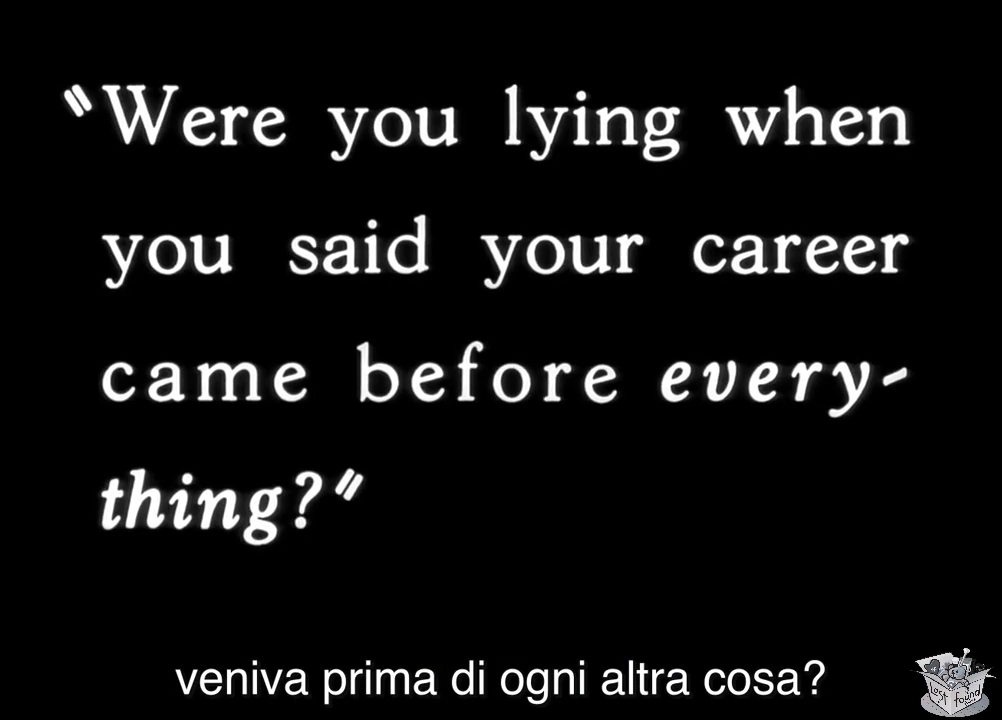 “Were you lying when
you said your career
came before every-
thing?”
veniva prima di ogni altra cosa?
Lost found